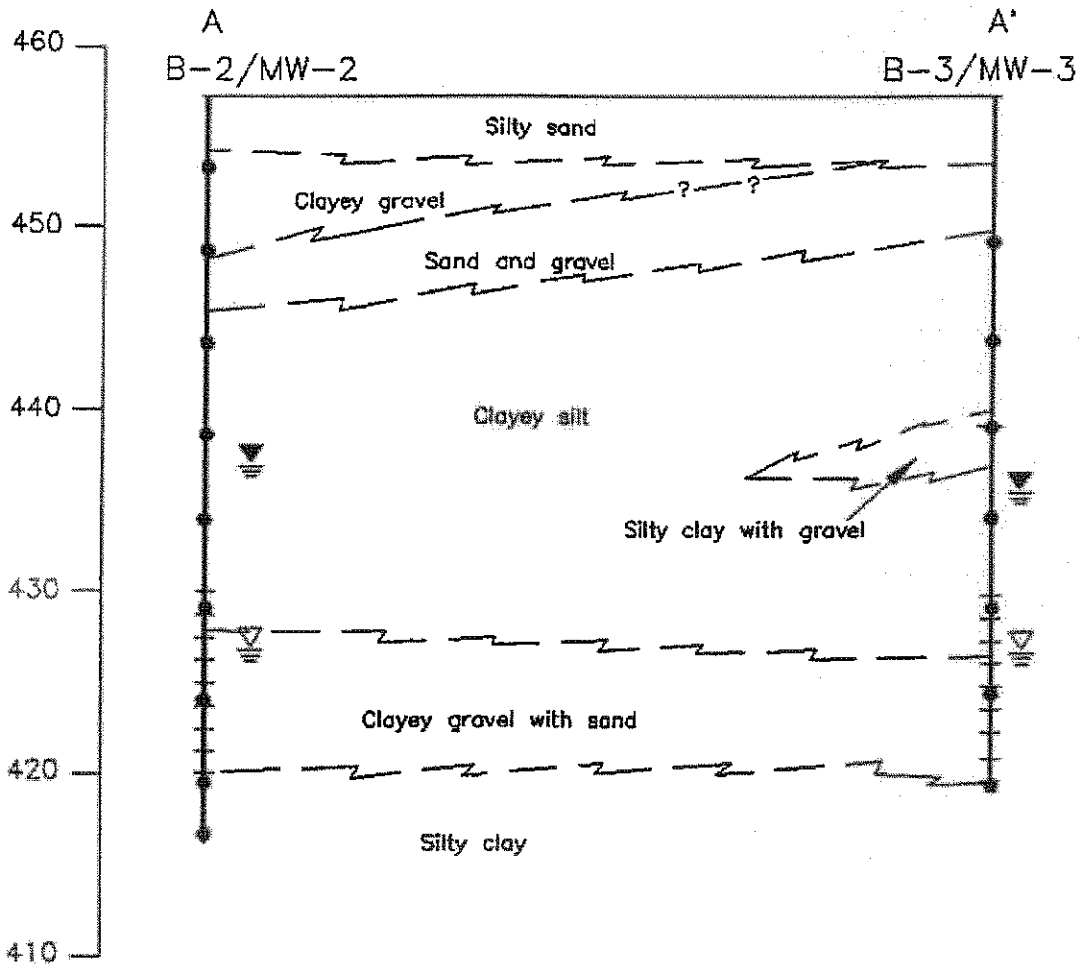 A A'
460
B-2/MW-2 B-3/MW-3
Silty sand
Clayey gravel
? ?
450
Sand and gravel
440
Clayey silt
Silty clay with gravel
430
Clayey gravel with sand
420
Silty clay
410